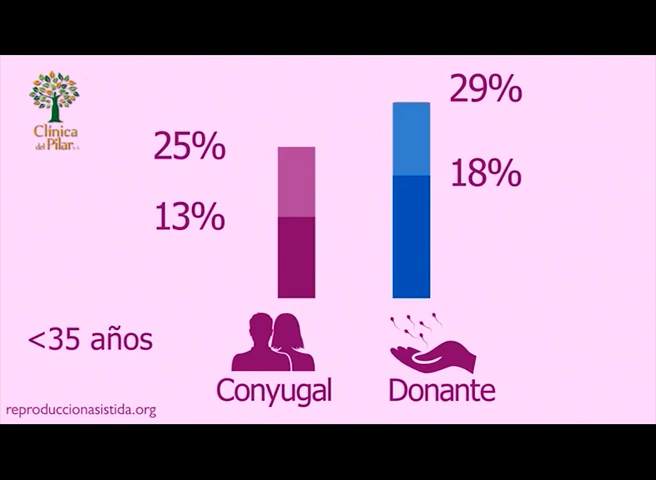 Clínica
del Pilar
29%
25%
18%
13%
<35 años
Conyugal
Donante
reproduccionasistida.org